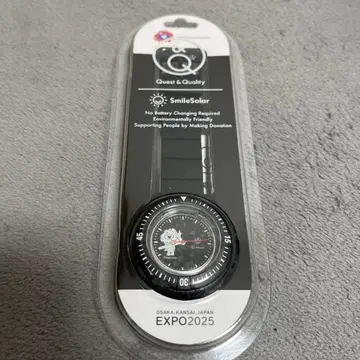 Q
&
Q
Quest & Quality
SmileSolar
No Battery Changing Required
Environmentally Friendly
Supporting People by Making Donation
45
15
30
OSAKA, KANSAI, JAPAN
EXPO2025